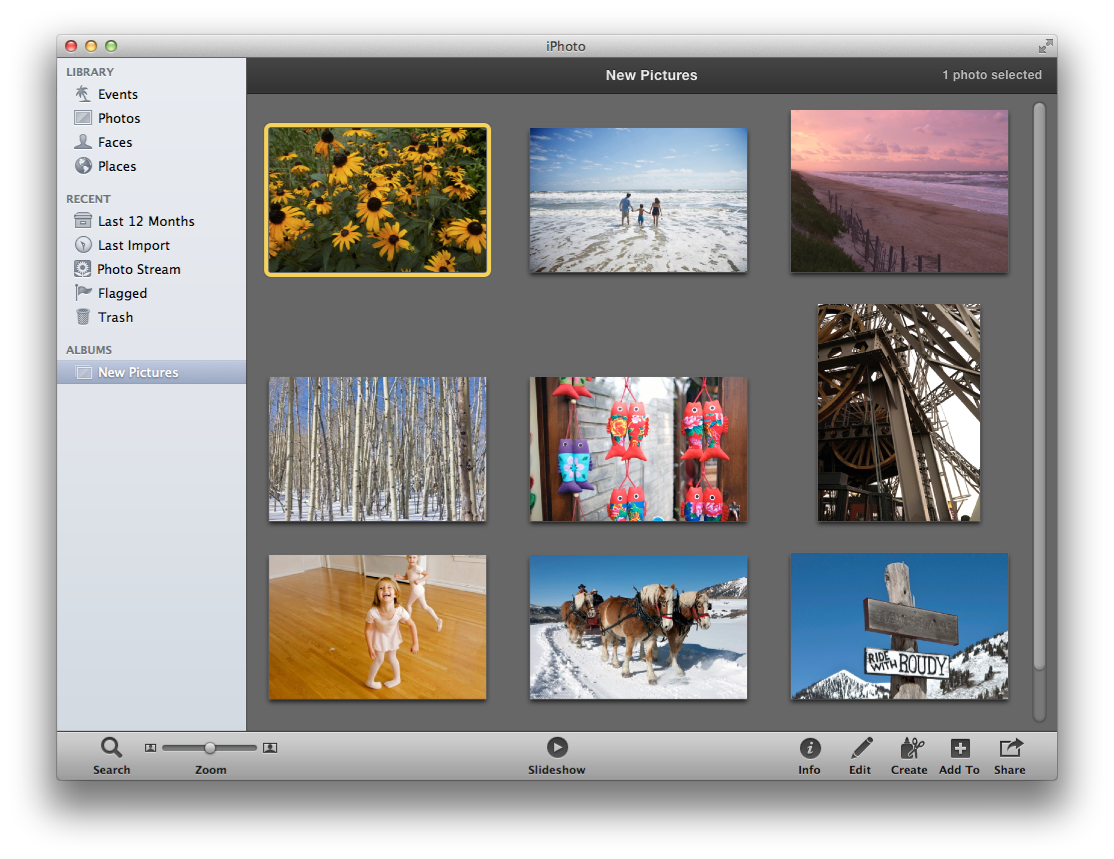 iPhoto
LIBRARY
Events
Photos
Faces
Places
RECENT
Last 12 Months
Last Import
Photo Stream
Flagged
Trash
ALBUMS
New Pictures
New Pictures
1 photo selected
RIDE
WITH ROUDY
Search
Zoom
Slideshow
Info
Edit
Create
Add To
Share